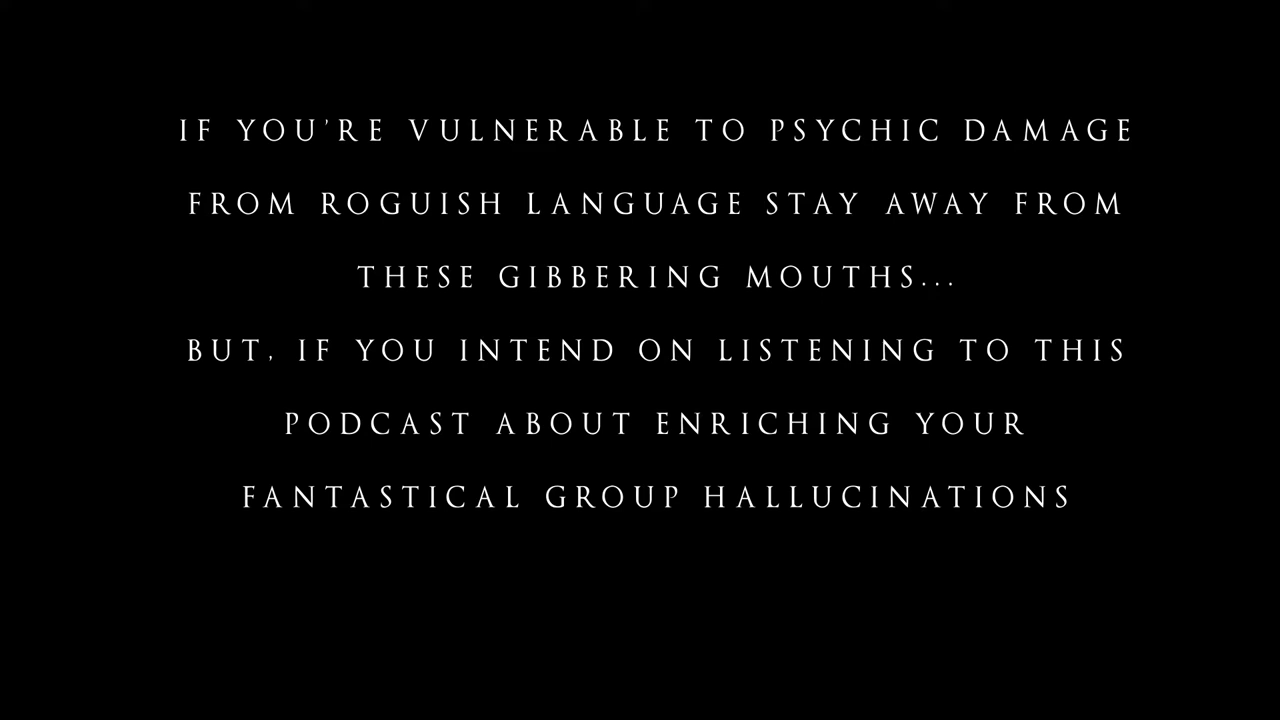 IF YOU'RE VULNERABLE TO PSYCHIC DAMAGE
FROM ROGUISH LANGUAGE STAY AWAY FROM
THESE GIBBERING MOUTHS...
BUT, IF YOU INTEND ON LISTENING TO THIS
PODCAST ABOUT ENRICHING YOUR
FANTASTICAL GROUP HALLUCINATIONS